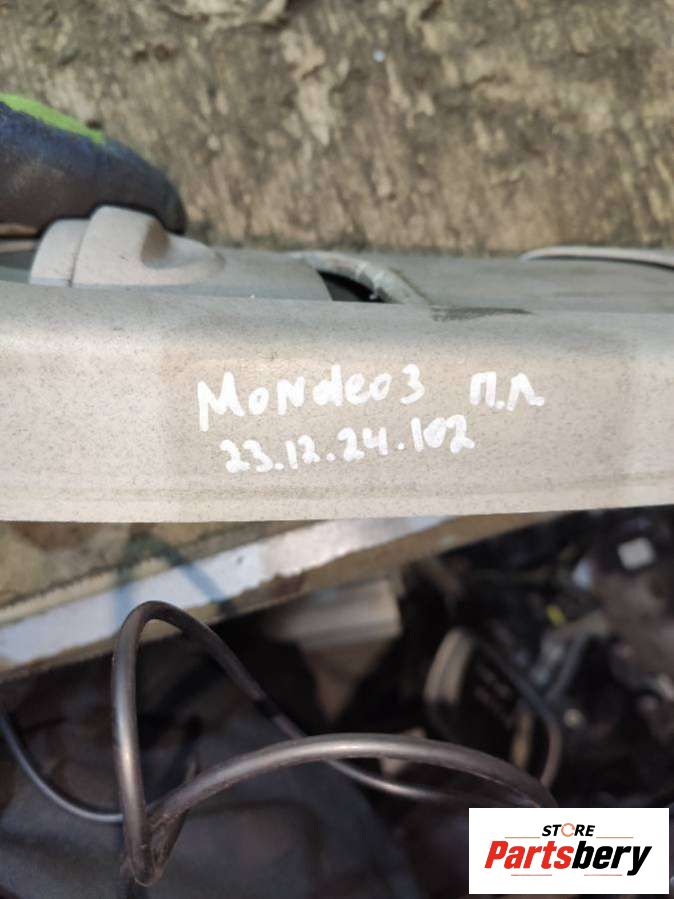 Mondeo3 п.л
23.12.24.102
STORE
Partsbery